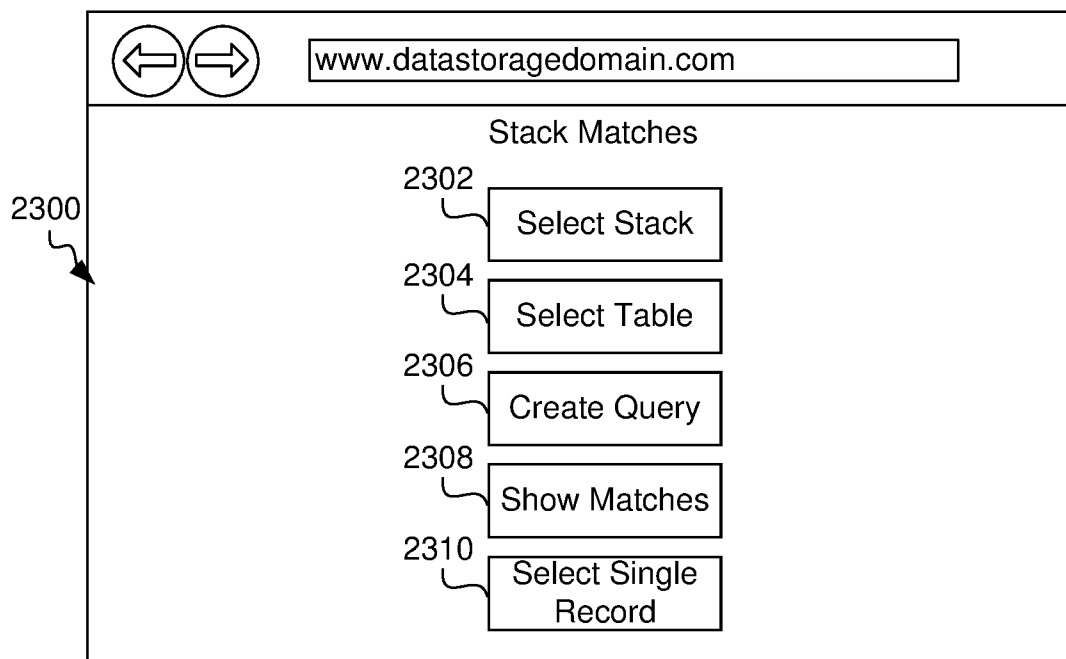 www.datastoragedomain.com
Stack Matches
2300
2302
Select Stack
2304
Select Table
2306
Create Query
2308
Show Matches
2310
Select Single
Record